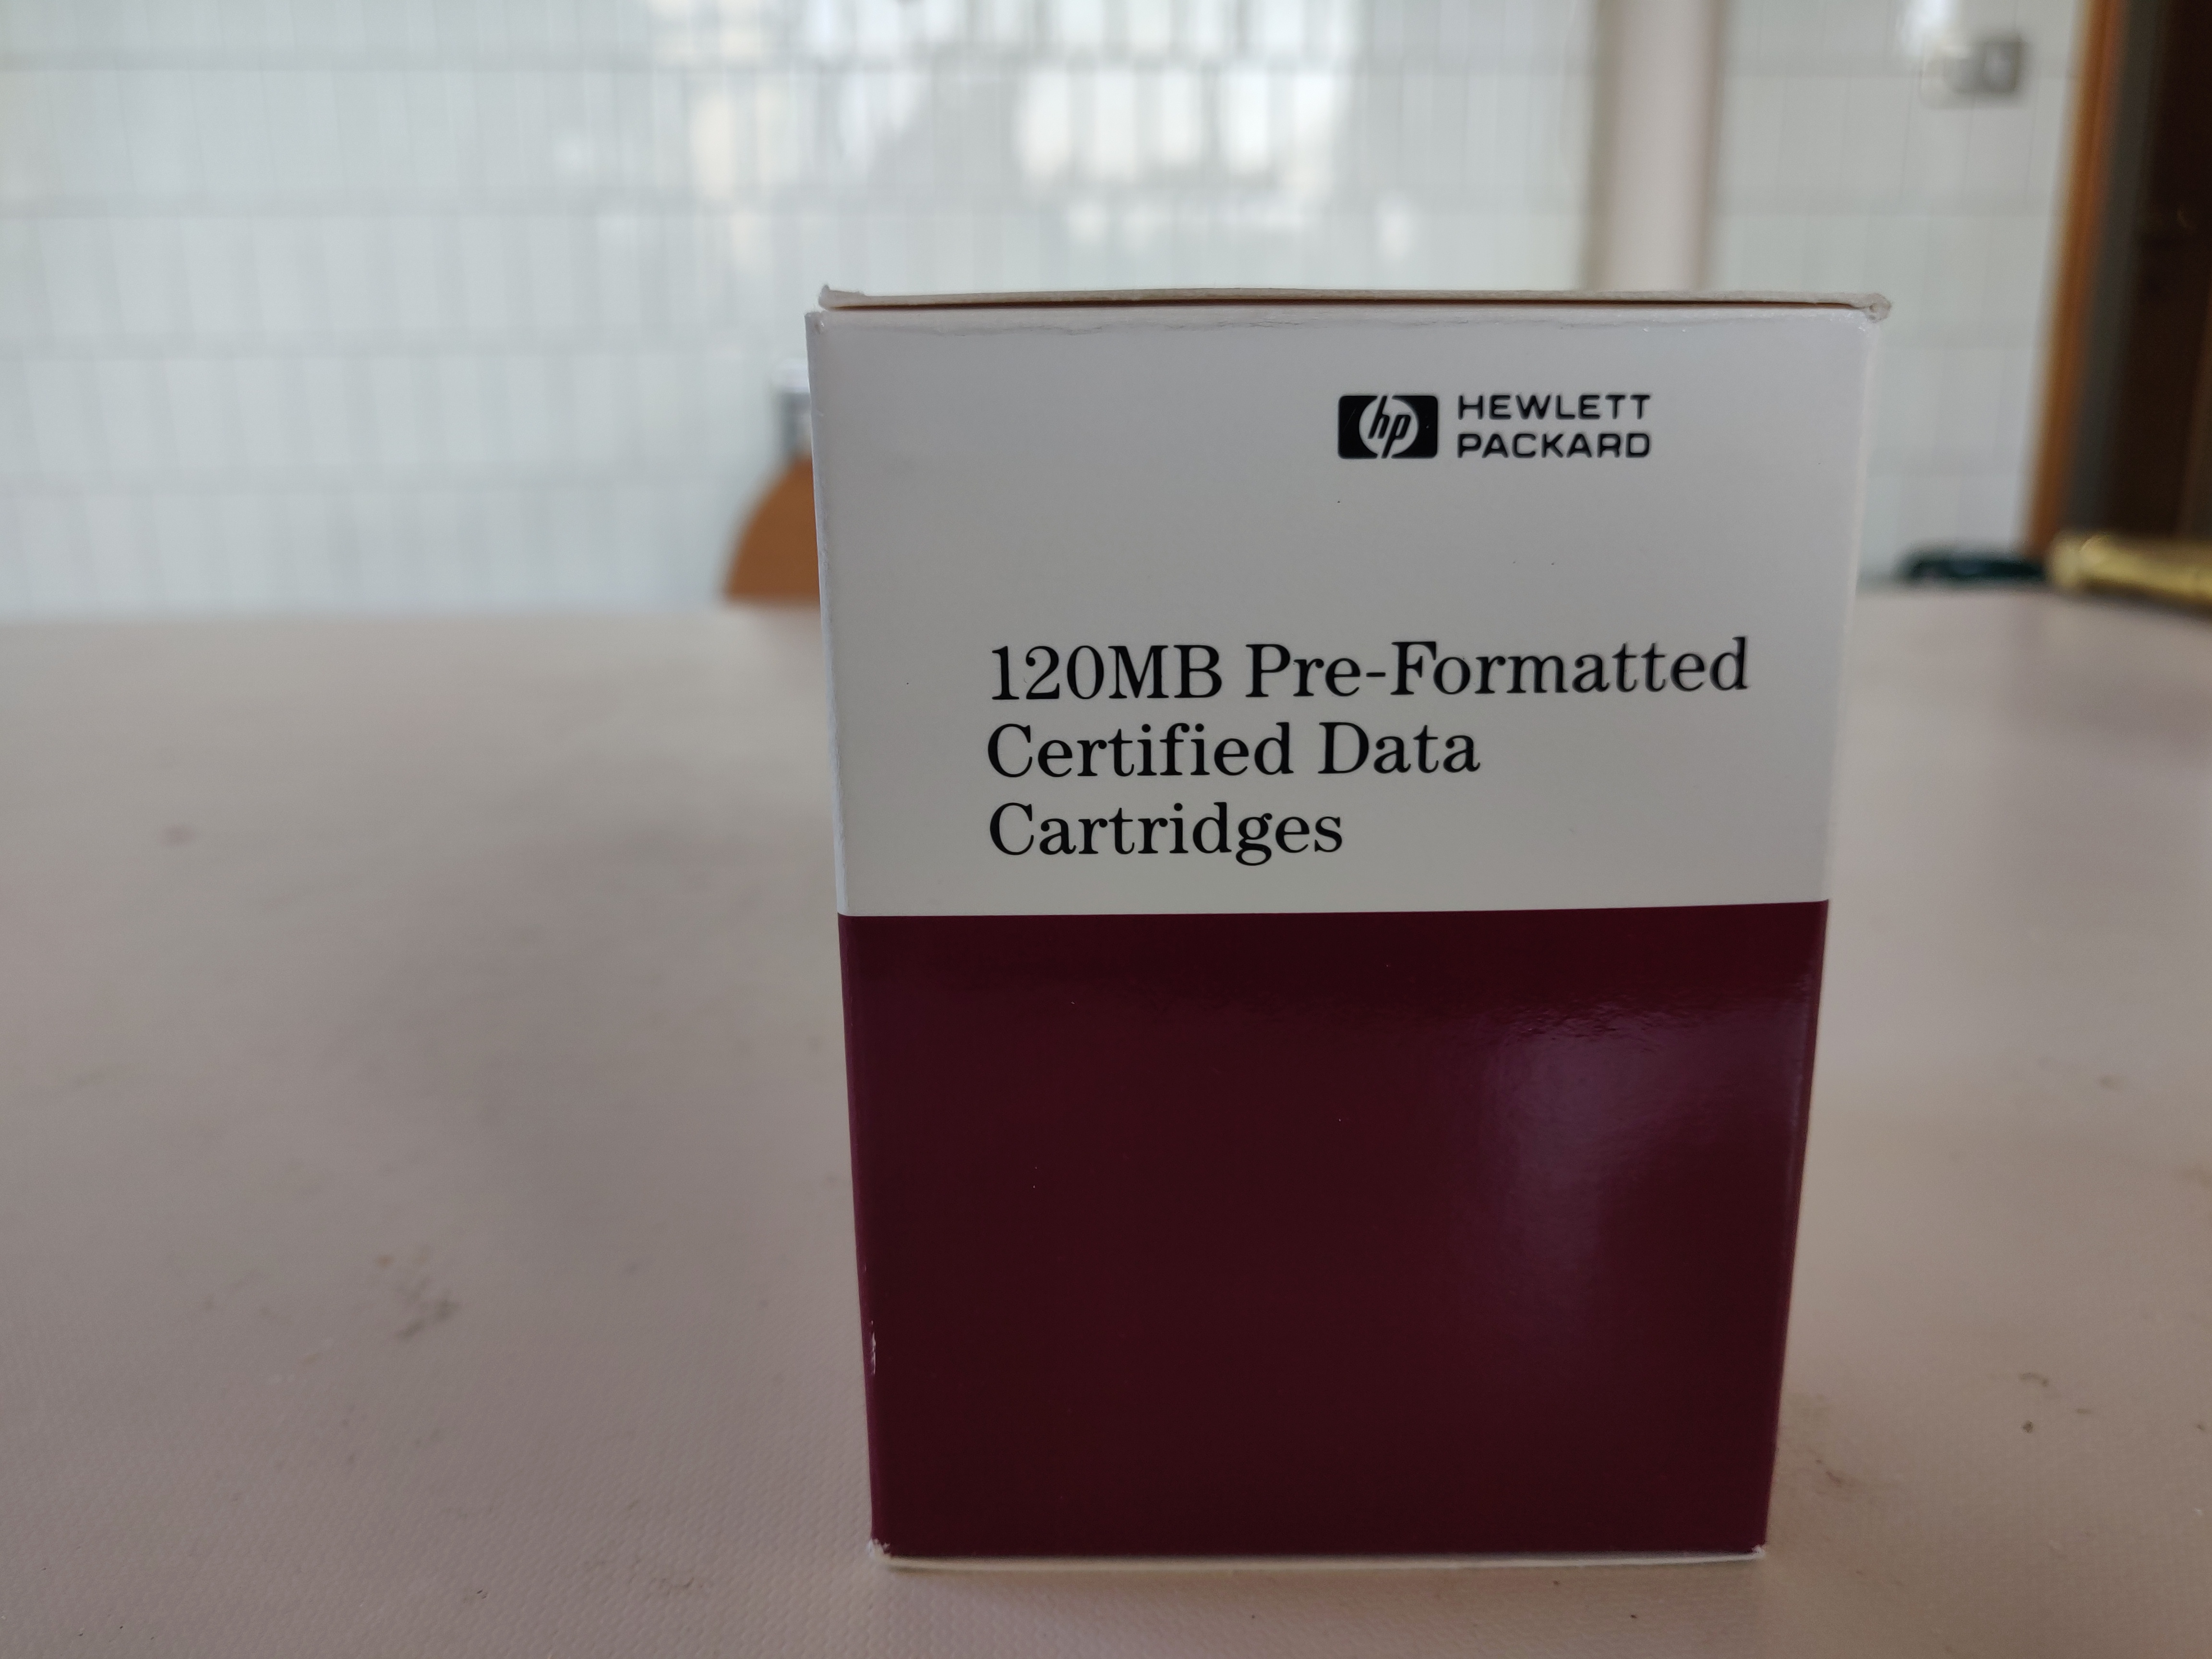 hp HEWLETT
PACKARD
120MB Pre-Formatted
Certified Data
Cartridges